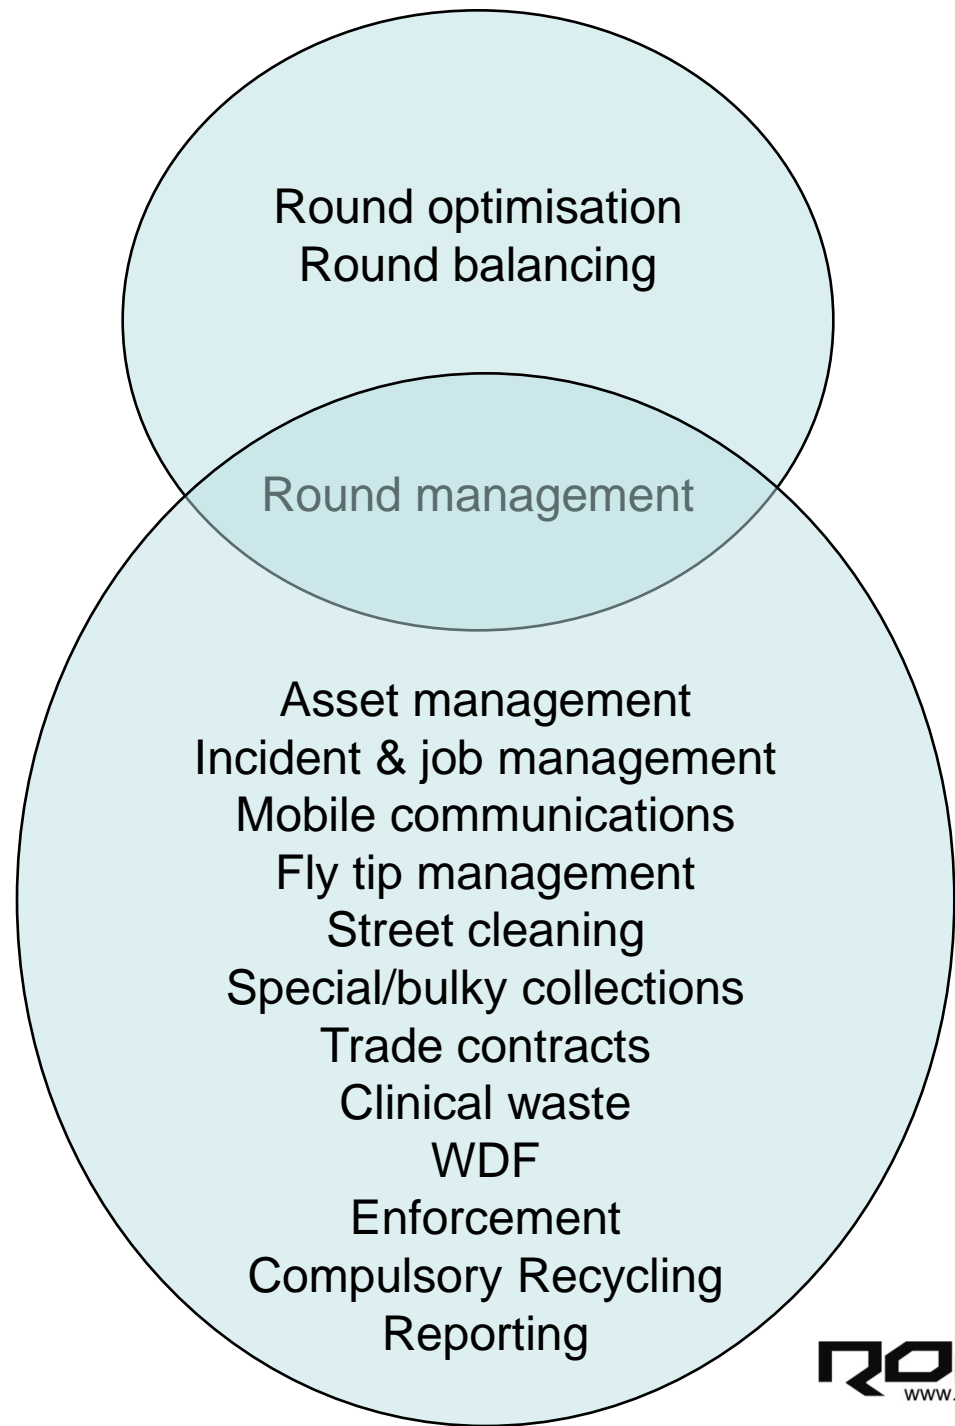 Round optimisation
Round balancing
Round management
Asset management
Incident & job management
Mobile communications
Fly tip management
Street cleaning
Special/bulky collections
Trade contracts
Clinical waste
WDF
Enforcement
Compulsory Recycling
Reporting
www.